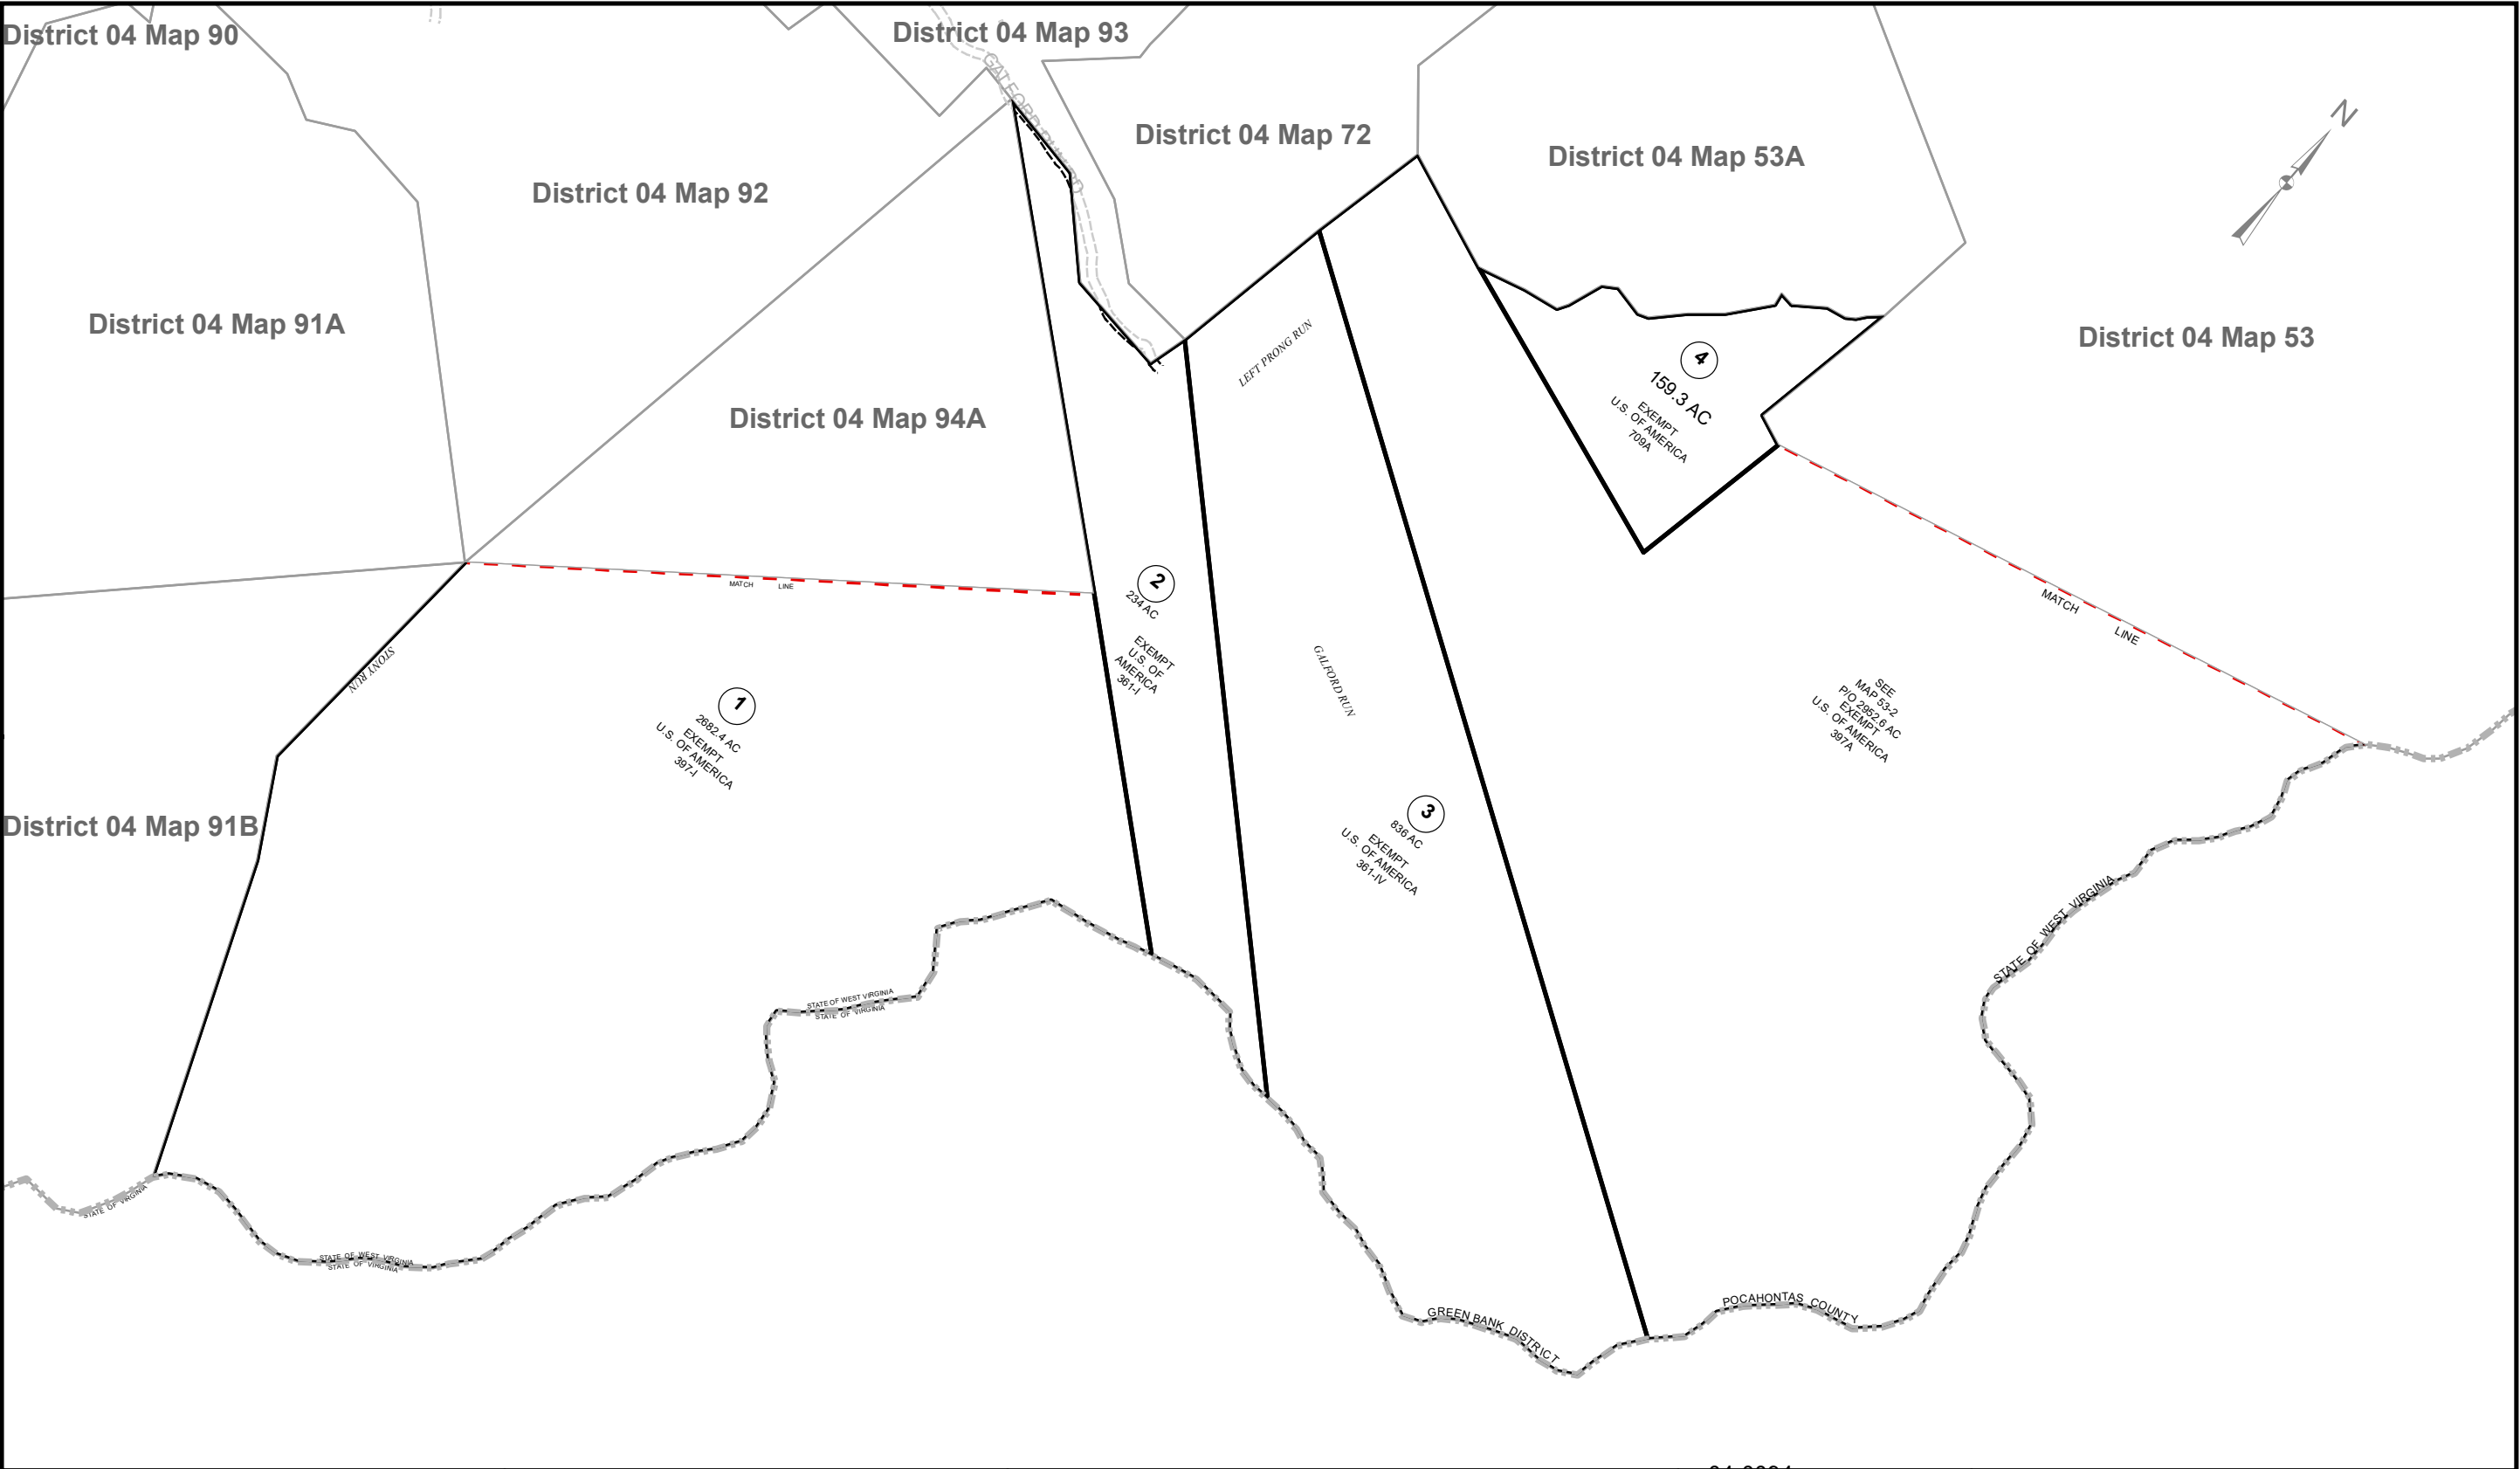 District 04 Map 90
District 04 Map 93
GALFORD RUN RD
N
District 04 Map 72
District 04 Map 53A
District 04 Map 92
District 04 Map 91A
District 04 Map 53
LEFT PRONG RUN
4
159.3 AC
EXEMPT
U.S. OF AMERICA
709A
District 04 Map 94A
MATCH LINE
2
234 AC
EXEMPT
U.S. OF
AMERICA
361-I
MATCH
LINE
STONY RUN
GALFORD RUN
1
2682.4 AC
EXEMPT
U.S. OF AMERICA
397-I
SEE
MAP 53-2
P/O 2952.6 AC
EXEMPT
U.S. OF AMERICA
397A
3
836 AC
EXEMPT
U.S. OF AMERICA
361-IV
District 04 Map 91B
STATE OF WEST VIRGINIA
STATE OF WEST VIRGINIA
STATE OF VIRGINIA
STATE OF VIRGINIA
STATE OF WEST VIRGINIA
STATE OF VIRGINIA
GREEN BANK DISTRICT
POCAHONTAS COUNTY